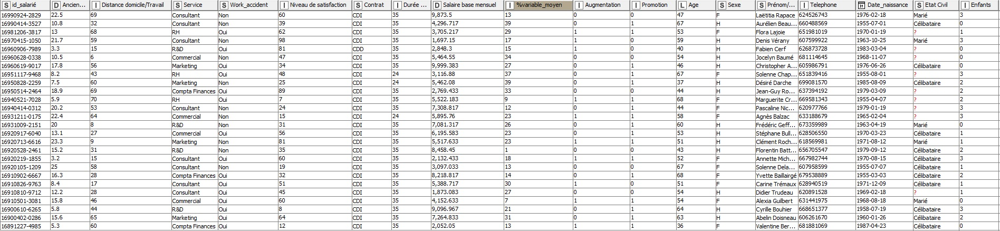 S id_salarié D Ancien... I Distance domicile/Travail S Service S Work_accident I Niveau de satisfaction S Contrat I Durée ... D Salaire base mensuel I %variable_moyen I Augmentation I Promotion L Age S Sexe S Prénom/... I Telephone 31 Date_naissance S Etat Civil I Enfants
16990924-2829 22.5 69 Consultant Non 60 CDI 35 9,873.5 13 0 0 47 F Laëtitia Rapace 624526743 1976-02-18 Marié 3
16990414-3527 10.8 32 Consultant Non 39 CDI 35 4,296.717 39 0 1 67 H Aurélien Beau... 660488569 1955-07-01 Célibataire 0
16981206-3817 13 68 RH Oui 62 CDI 35 3,705.217 29 1 1 53 F Flora Lajoie 651981019 1970-01-19 ? 1
16970415-1050 21.7 59 Consultant Non 98 CDI 35 1,697.15 17 1 0 59 H Denis Vérany 607599922 1963-10-25 Marié 3
16960906-7989 3.3 15 R&D Oui 81 CDD 35 2,848.3 15 1 0 40 H Fabien Cerf 626873728 1983-03-04 ? 0
16960628-0338 10.5 6 Commercial Non 47 CDI 35 5,464.55 34 0 0 54 H Jocelyn Baumé 681114645 1968-11-07 ? 0
16960619-9017 17.8 56 Marketing Oui 34 CDI 35 9,999.383 27 0 1 46 H Christopher A... 605986791 1976-06-26 Célibataire 0
16951117-9468 8.2 43 RH Oui 48 CDI 24 3,116.88 37 0 1 67 F Solenne Chap... 651839416 1955-08-01 ? 3
16950828-2259 7.5 60 Marketing Non 25 CDI 24 5,462.08 39 0 1 37 H Désiré Darche 699081570 1985-08-09 Célibataire 2
16950514-2464 18.9 69 Compta Finances Oui 89 CDI 35 2,769.433 33 0 0 44 H Jean-Guy Ro... 637394192 1979-03-09 ? 2
16940521-7028 5.9 70 RH Oui 7 CDI 35 5,522.183 9 1 1 68 F Marguerite Cr... 669581343 1955-04-07 ? 2
16940414-0312 20.2 53 Consultant Non 24 CDI 35 7,308.817 12 0 1 44 F Pascaline Nic... 620977766 1979-01-19 ? 3
16931211-0175 22.4 64 Commercial Non 15 CDI 24 5,895.76 23 1 1 58 F Agnès Balzac 633188679 1965-02-04 ? 3
16931009-2151 20 8 R&D Non 31 CDI 35 7,081.317 26 0 1 60 H Frédéric Geff... 673359989 1963-04-19 Marié 0
16920917-6040 13.1 27 Commercial Oui 56 CDI 35 6,195.583 23 0 1 53 H Stéphane Bull... 628506550 1970-03-23 Célibataire 1
16920713-6616 23.3 9 Marketing Non 81 CDI 35 5,517.633 23 1 1 51 H Clément Roch... 618569981 1971-08-12 Marié 1
16920528-2461 15.2 31 R&D Non 35 CDI 35 8,458.45 1 0 0 43 H Florentin Batt... 656705547 1979-09-12 Célibataire 2
16920219-1855 3.2 15 Consultant Oui 60 CDI 35 2,132.433 18 1 1 52 F Annette Mich... 667982744 1970-08-15 Célibataire 3
16920105-1209 25 58 Consultant Non 19 CDI 35 3,097.033 13 0 0 67 F Solenne Dela... 607958599 1955-07-07 Célibataire 1
16910902-6667 16.3 28 Compta Finances Oui 32 CDI 35 8,218.817 14 0 1 68 F Yvette Baillairgé 679538889 1955-03-03 Célibataire 2
16910826-9763 8.4 17 Consultant Oui 51 CDI 35 5,388.717 30 1 0 51 F Carine Trémaux 628940519 1971-12-09 Célibataire 1
16910810-9712 12.2 28 Consultant Oui 45 CDI 35 1,873.083 27 0 0 54 H Didier Trudeau 620891528 1969-02-18 ? 1
16910501-3081 15.8 46 Commercial Oui 60 CDI 35 4,152.633 7 1 1 54 F Alexia Guilbert 631441975 1968-08-18 Marié 0
16900610-6265 5.8 44 R&D Oui 8 CDI 35 9,096.967 21 0 1 64 H Cyrille Bouhier 668651377 1958-07-19 Célibataire 3
16900402-0286 15.6 65 Marketing Oui 64 CDI 35 7,264.833 31 0 1 63 H Abelin Doisneau 606261670 1960-01-26 Célibataire 2
16891227-4985 5.3 60 Compta Finances Oui 12 CDI 35 2,052.05 13 1 1 36 F Valentine Ber... 681881069 1987-04-23 Célibataire 0